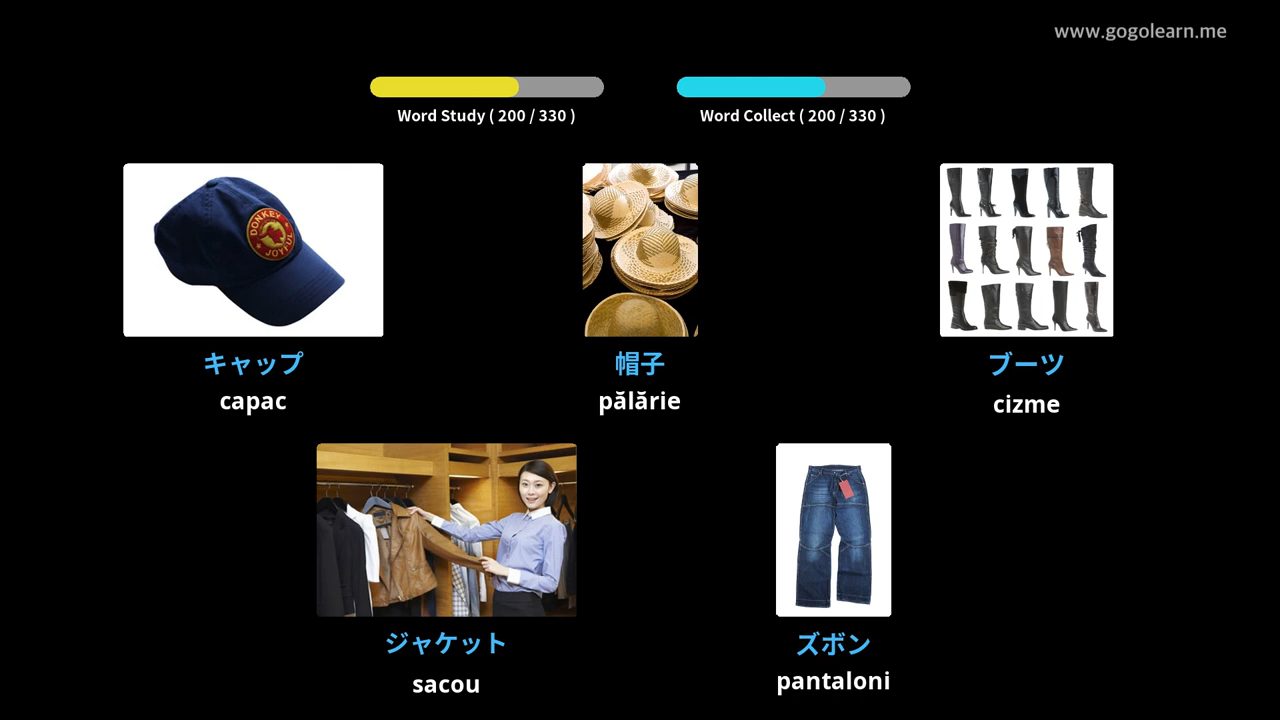 www.gogolearn.me
Word Study ( 200 / 330 )
Word Collect ( 200 / 330 )
DONKEY
JOYFUL
キャップ
capac
帽子
pălărie
ブーツ
cizme
ジャケット
sacou
ズボン
pantaloni